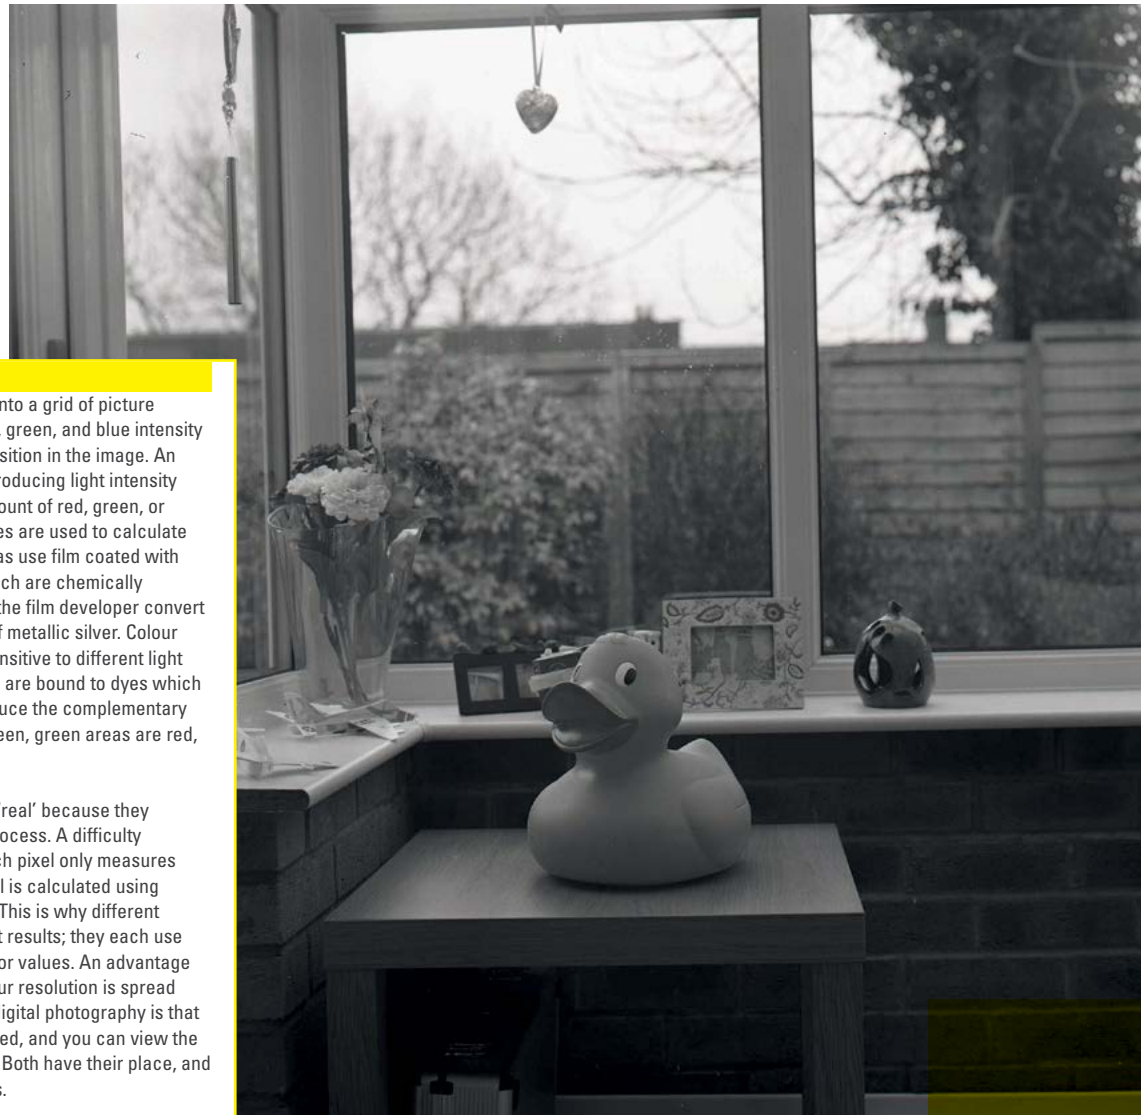 nto a grid of picture
green, and blue intensity
sition in the image. An
roducing light intensity
ount of red, green, or
es are used to calculate
as use film coated with
ch are chemically
the film developer convert
f metallic silver. Colour
nsitive to different light
are bound to dyes which
uce the complementary
een, green areas are red,
‘real’ because they
ocess. A difficulty
ch pixel only measures
l is calculated using
This is why different
t results; they each use
or values. An advantage
ur resolution is spread
digital photography is that
ed, and you can view the
Both have their place, and
s.